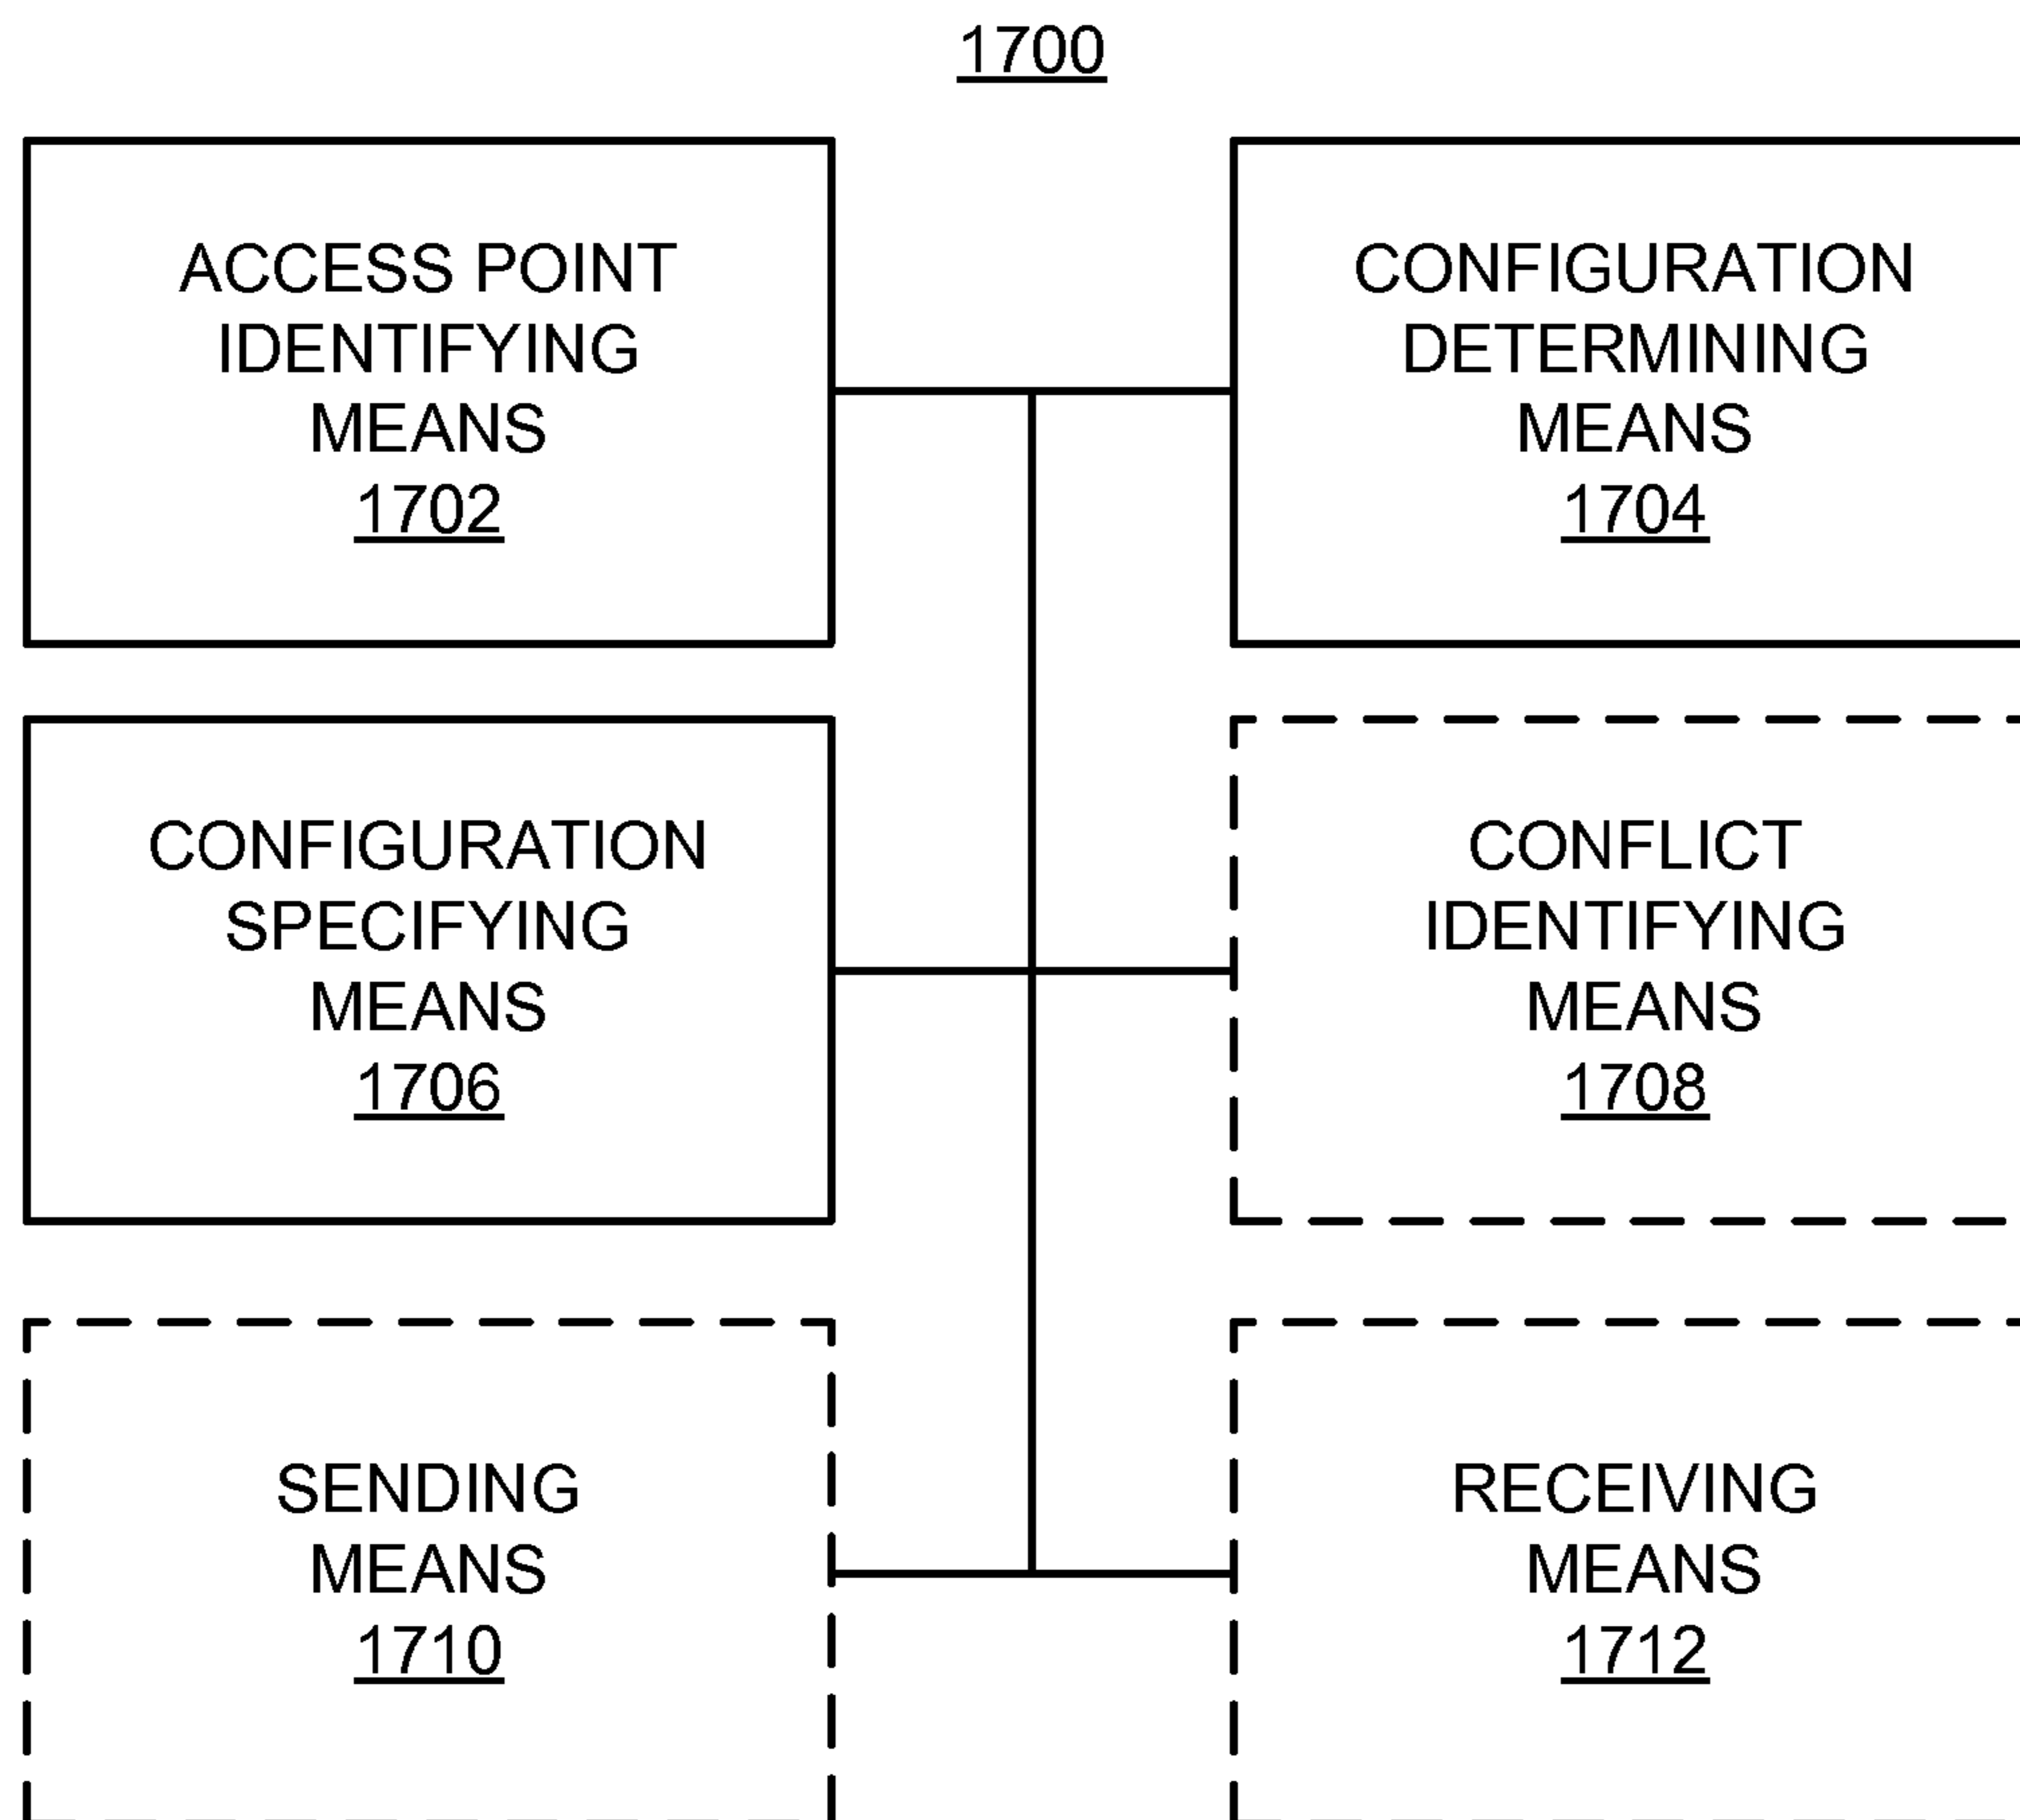 1700
ACCESS POINT
IDENTIFYING
MEANS
1702
CONFIGURATION
DETERMINING
MEANS
1704
CONFIGURATION
SPECIFYING
MEANS
1706
CONFLICT
IDENTIFYING
MEANS
1708
SENDING
MEANS
1710
RECEIVING
MEANS
1712